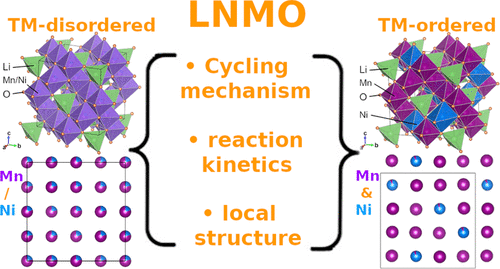 TM-disordered
LNMO
TM-ordered
Li
Mn/Ni
O
c
a b
Mn
/
Ni
• Cycling
mechanism
• reaction
kinetics
• local
structure
Li
Mn
O
Ni
c
a b
Mn
&
Ni